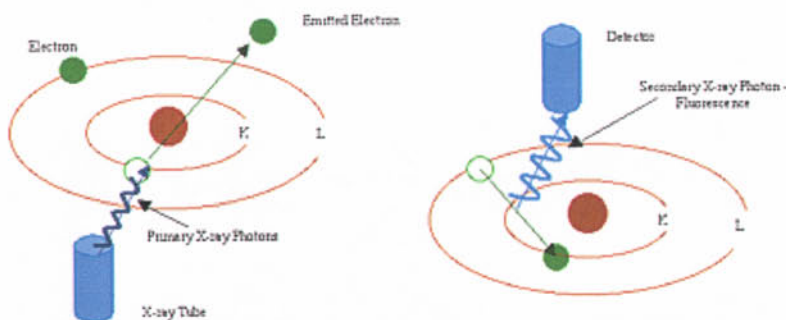 Emitted Electron
Electron
K
L
Primary X-ray Photons
X-ray Tube
Detector
Secondary X-ray Photon -
Fluorescence
K
L